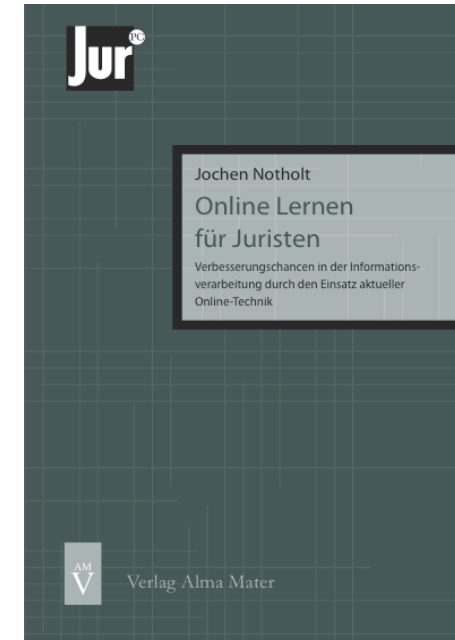 Jur PC
Jochen Notholt
Online Lernen
für Juristen
Verbesserungschancen in der Informations-
verarbeitung durch den Einsatz aktueller
Online-Technik
AM
V
Verlag Alma Mater